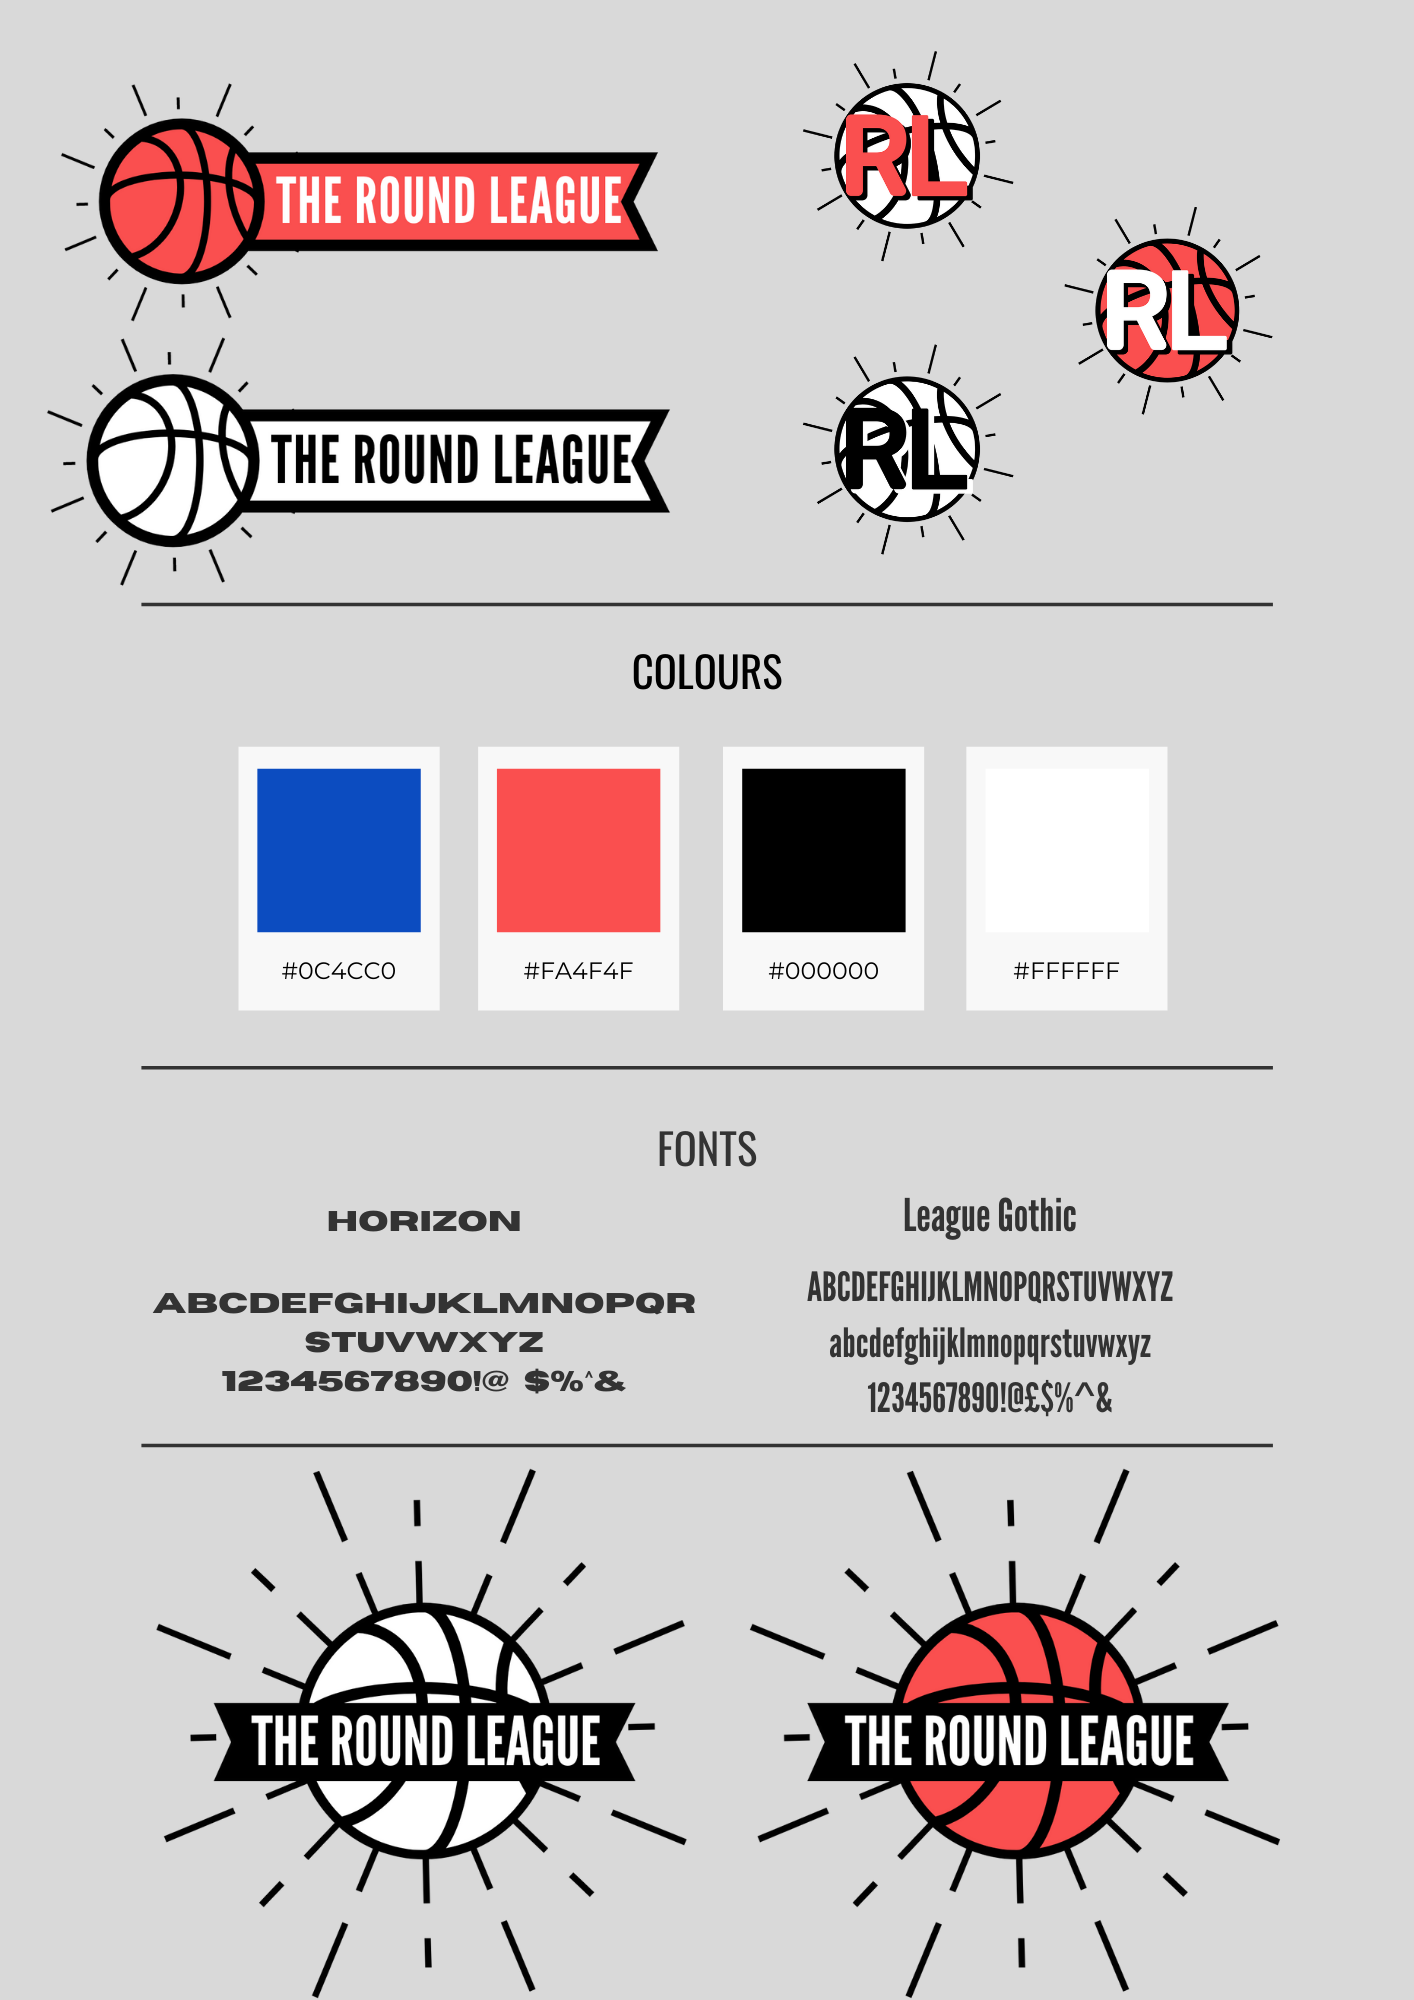 THE ROUND LEAGUE
RL
RL
THE ROUND LEAGUE
RL
COLOURS
#0C4CC0
#FA4F4F
#000000
#FFFFFF
FONTS
HORIZON
ABCDEFGHIJKLMNOPQR
STUVWXYZ
1234567890!@ $%^&
League Gothic
ABCDEFGHIJKLMNOPQRSTUVWXYZ
abcdefghijklmnopqrstuvwxyz
1234567890!@£$%^&
THE ROUND LEAGUE
THE ROUND LEAGUE